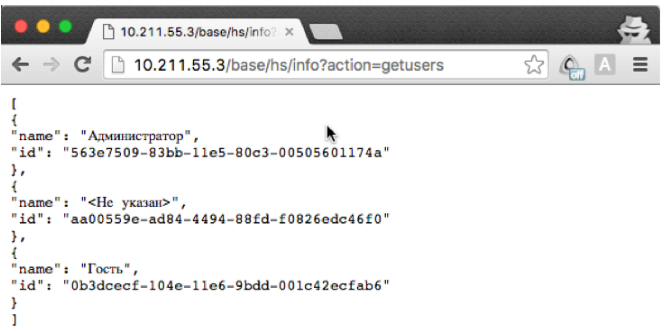 10.211.55.3/base/hs/info?
10.211.55.3/base/hs/info?action=getusers
off
A
[
{
"name": "Администратор",
"id": "563e7509-83bb-11e5-80c3-00505601174a"
},
{
"name": "<Не указан>",
"id": "aa00559e-ad84-4494-88fd-f0826edc46f0"
},
{
"name": "Гость",
"id": "0b3dcecf-104e-11e6-9bdd-001c42ecfab6"
}
]